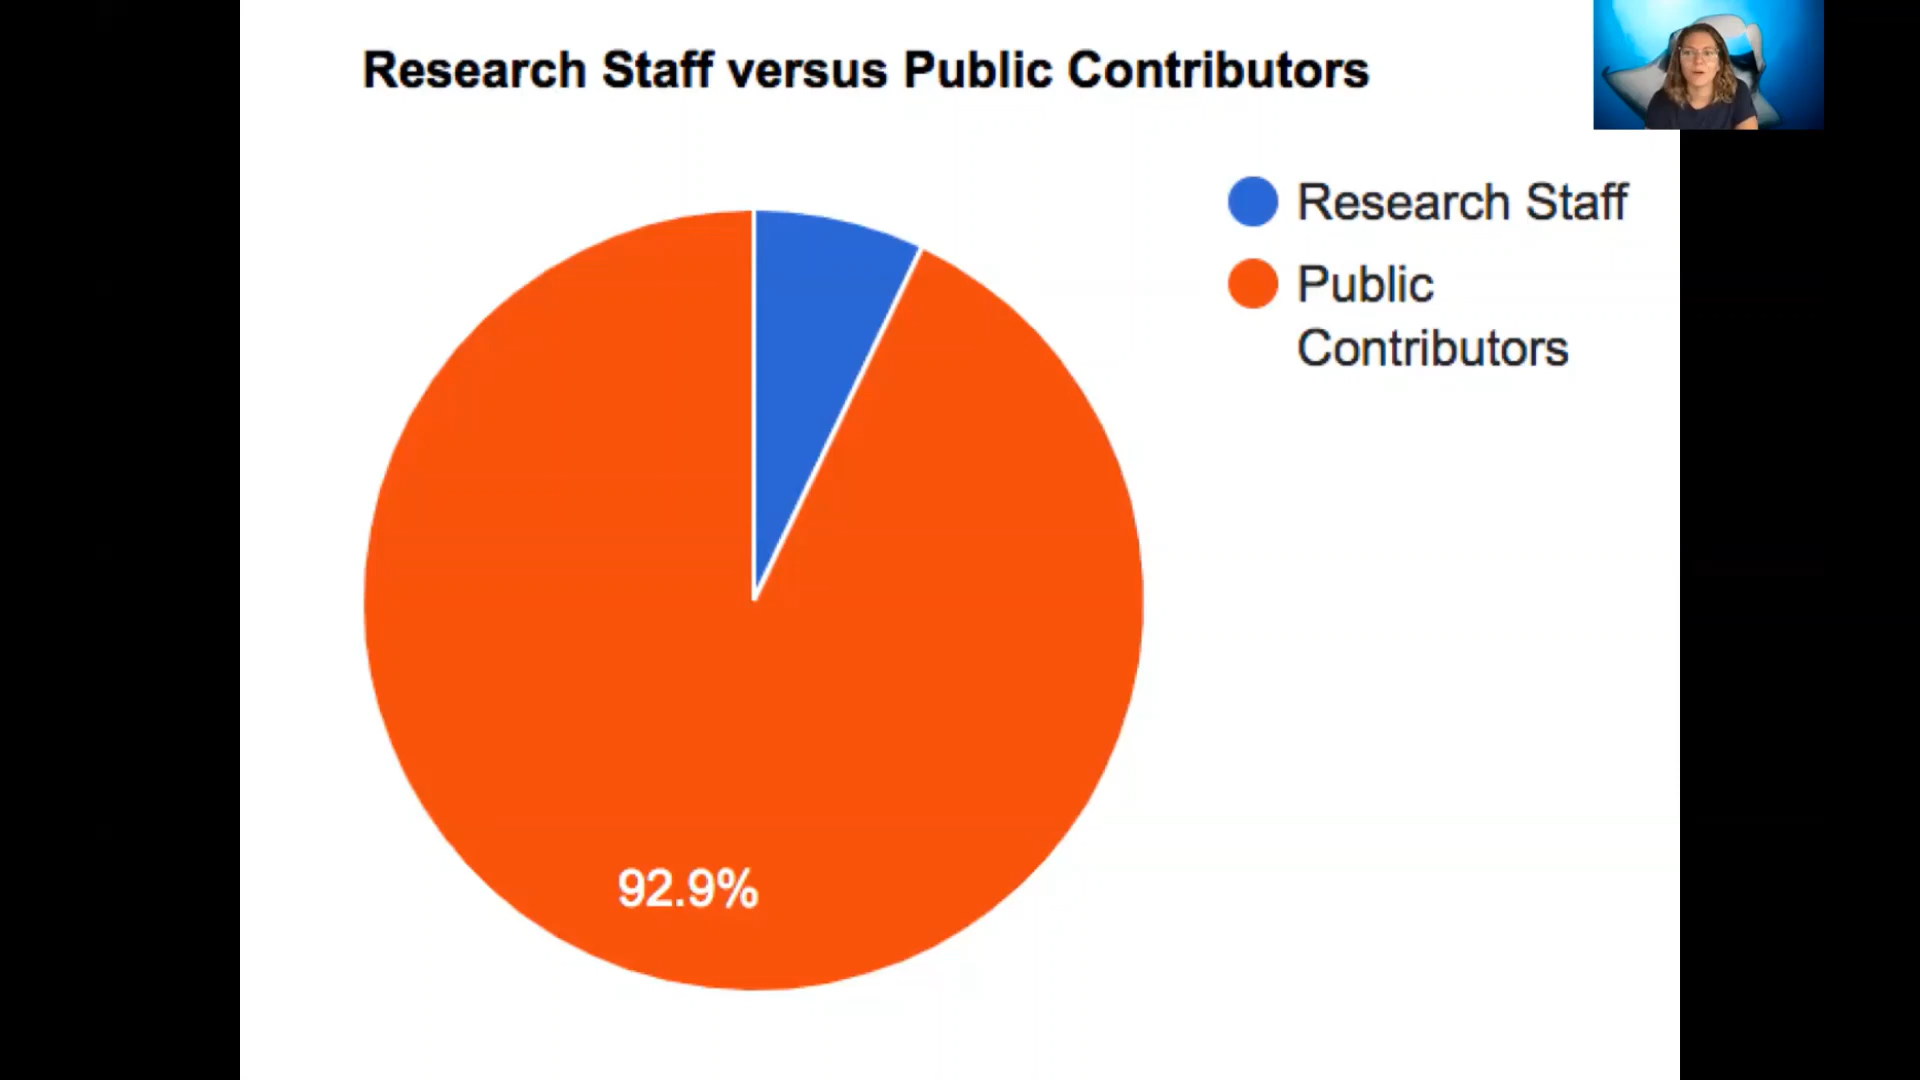 Research Staff versus Public Contributors
Research Staff
Public
Contributors
92.9%